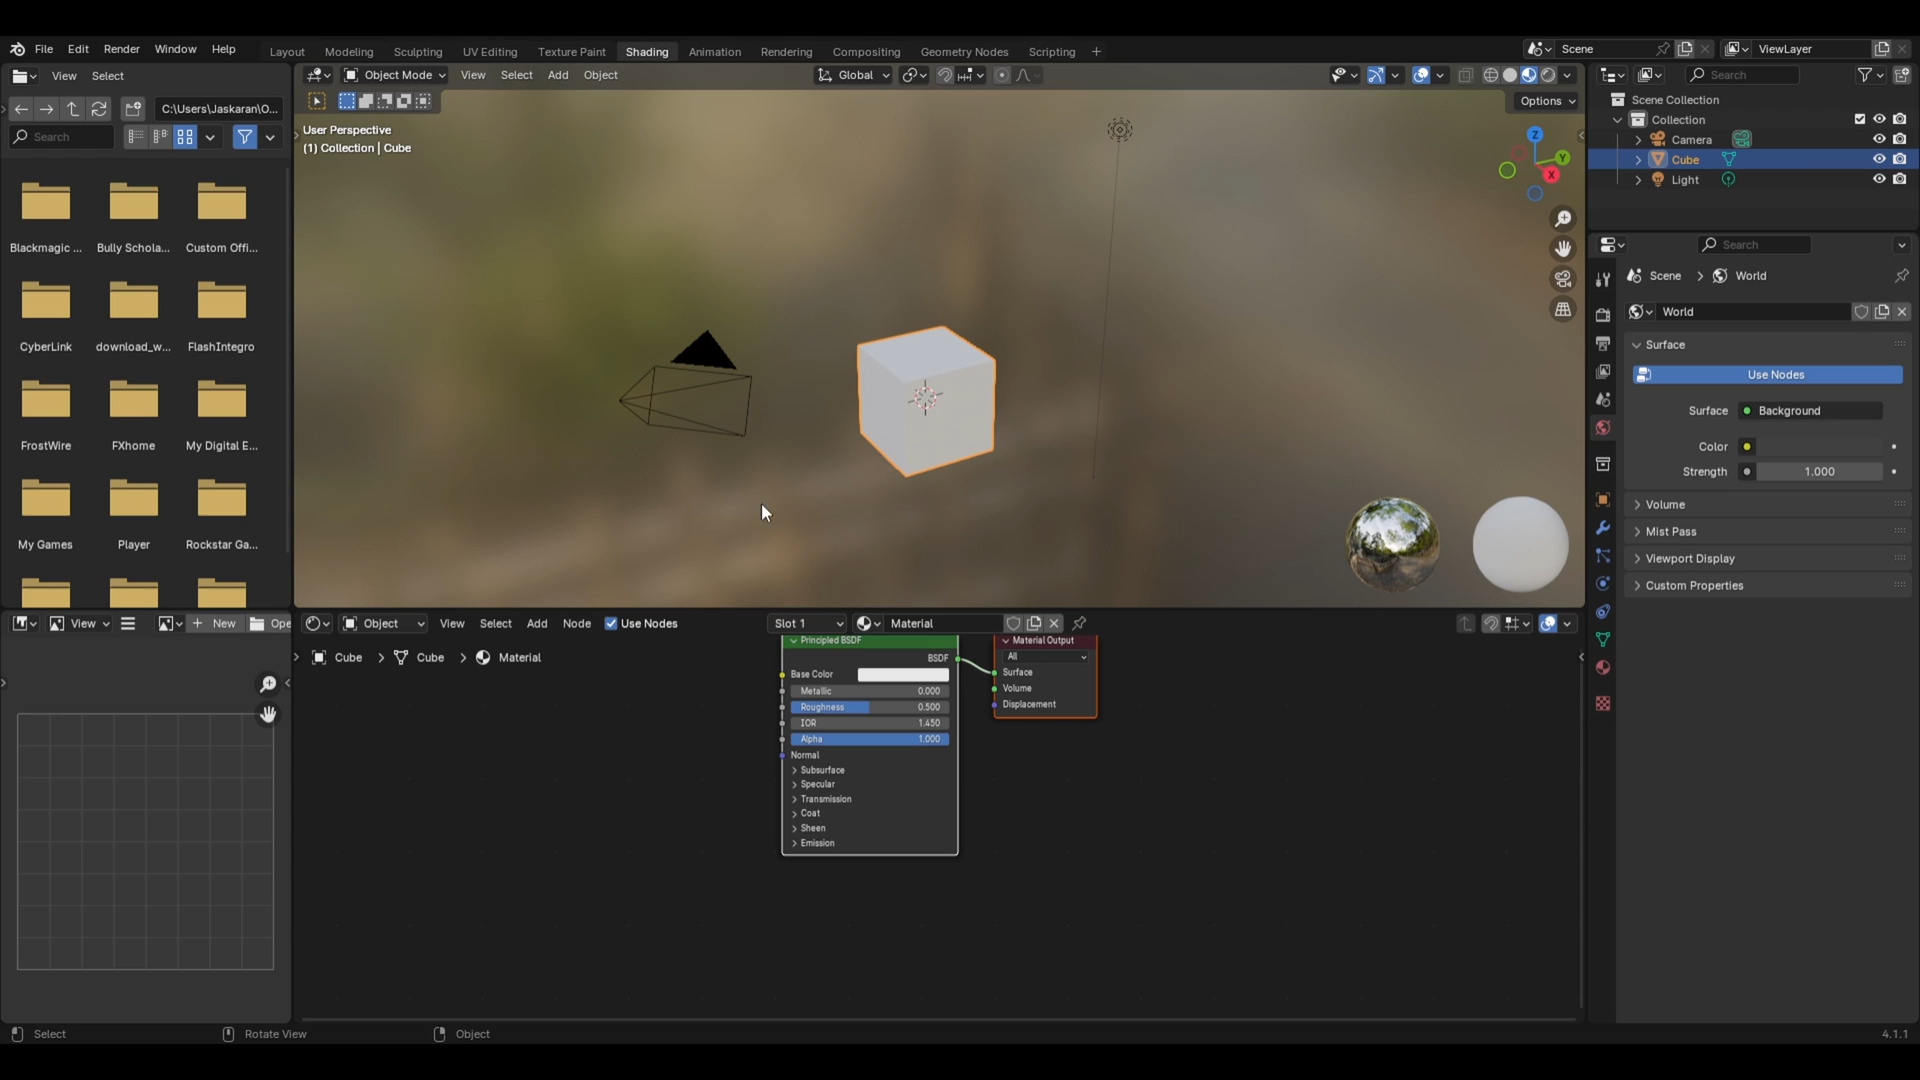 File Edit Render Window Help
Layout Modeling Sculpting UV Editing Texture Paint Shading Animation Rendering Compositing Geometry Nodes Scripting +
Scene
ViewLayer
View Select
C:\Users\Jaskaran\O...
Search
Blackmagic ... Bully Schola... Custom Offi...
CyberLink download_w... FlashIntegro
FrostWire FXhome My Digital E...
My Games Player Rockstar Ga...
Object Mode View Select Add Object
Global
Options
User Perspective
(1) Collection | Cube
Z
Y
X
Search
Scene Collection
Collection
Camera
Cube
Light
Search
Scene > World
World
Surface
Use Nodes
Surface Background
Color
Strength 1.000
Volume
Mist Pass
Viewport Display
Custom Properties
View
+ New
Ope
Object View Select Add Node Use Nodes
Slot 1
Material
Cube > Cube > Material
Principled BSDF
BSDF
Base Color
Metallic 0.000
Roughness 0.500
IOR 1.450
Alpha 1.000
Normal
Subsurface
Specular
Transmission
Coat
Sheen
Emission
Material Output
All
Surface
Volume
Displacement
Select
Rotate View
Object
4.1.1